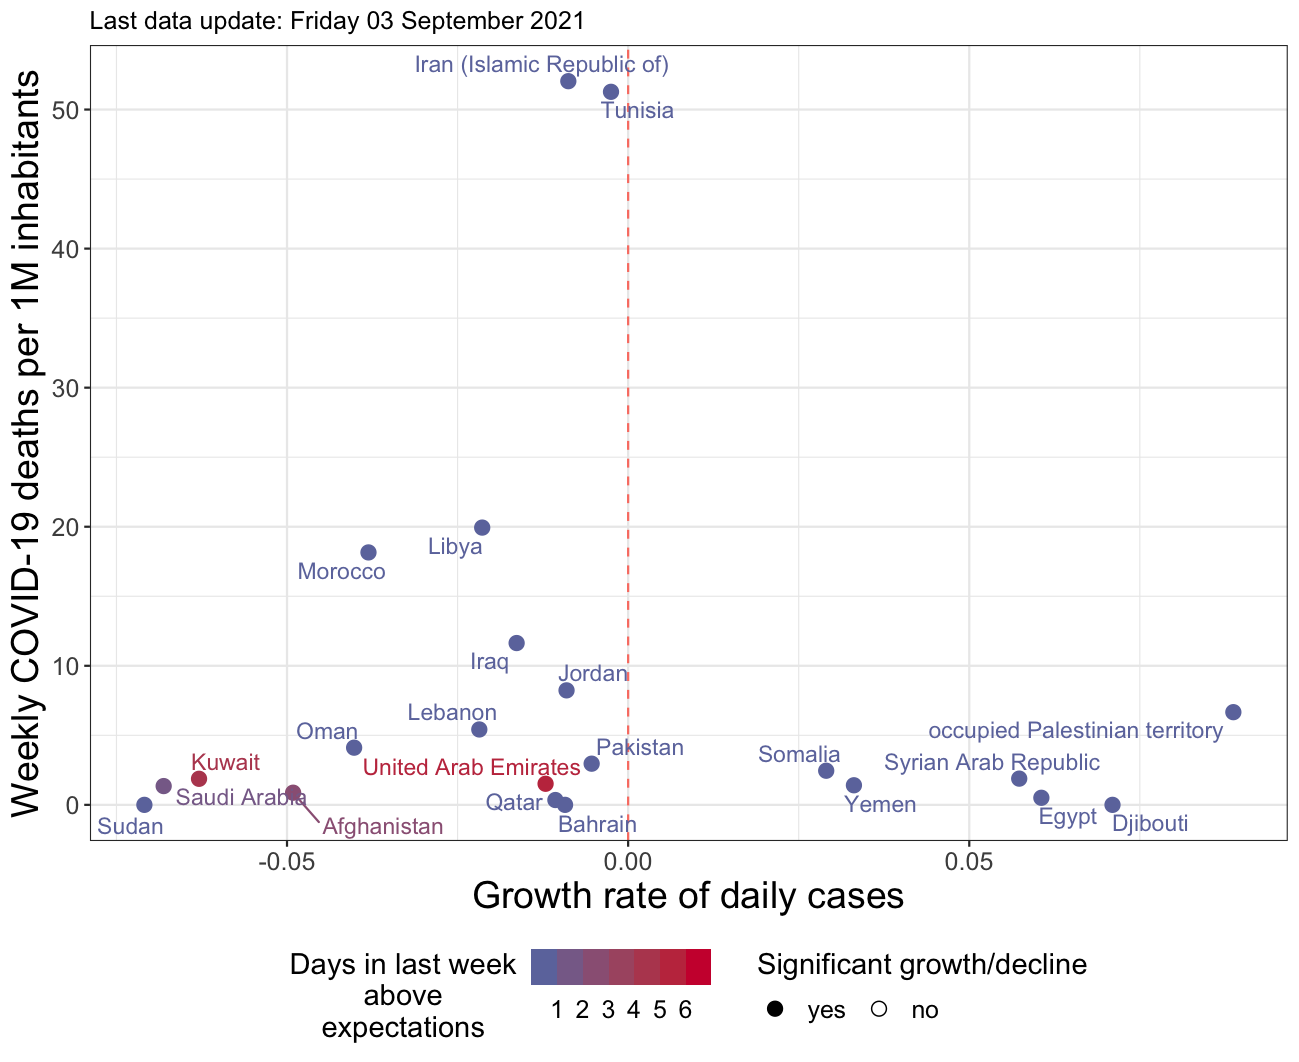 Last data update: Friday 03 September 2021
Weekly COVID-19 deaths per 1M inhabitants
50
40
30
20
10
0
Iran (Islamic Republic of)
Tunisia
Libya
Morocco
Iraq
Jordan
Lebanon
occupied Palestinian territory
Oman
Pakistan
Somalia
Kuwait
Syrian Arab Republic
United Arab Emirates
Saudi Arabia
Qatar
Yemen
Egypt
Sudan
Afghanistan
Bahrain
Djibouti
-0.05
0.00
0.05
Growth rate of daily cases
Days in last week
above
expectations
1 2 3 4 5 6
Significant growth/decline
yes no